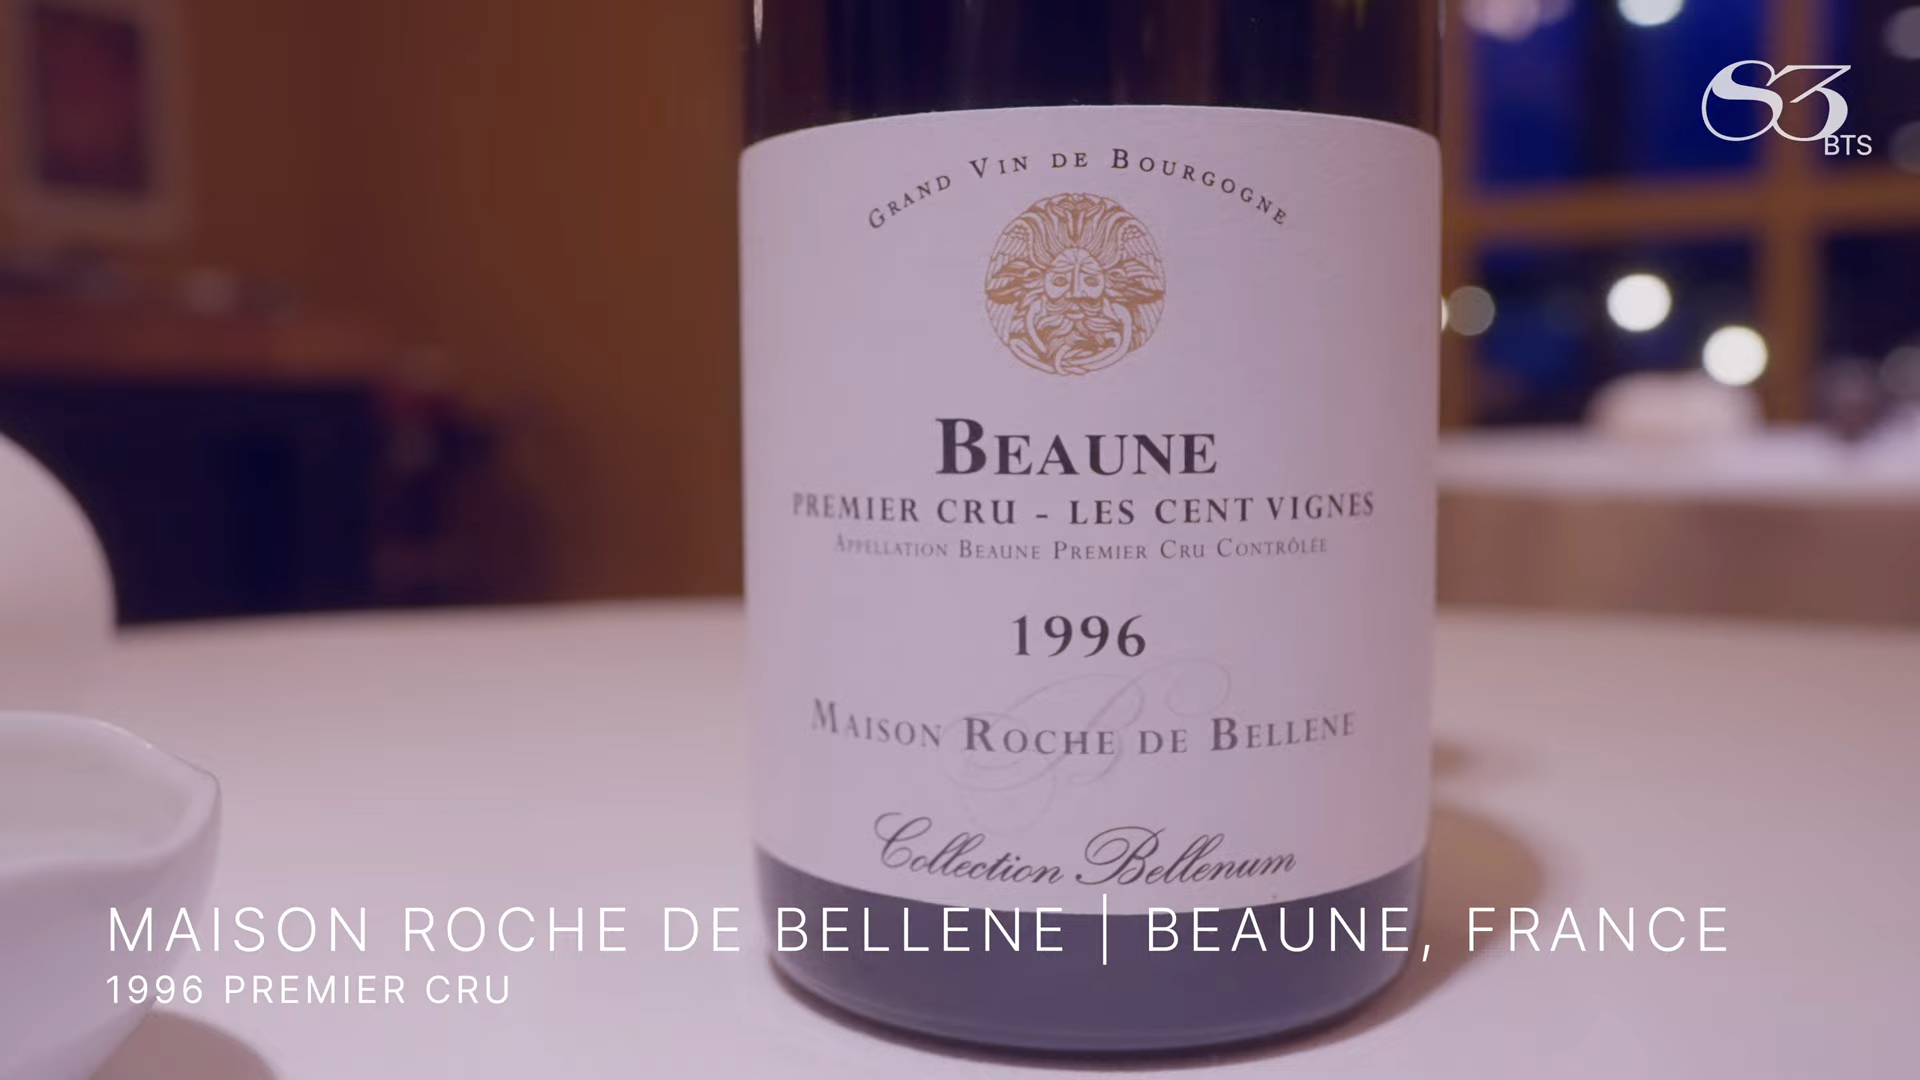 S3
BTS
Grand Vin de Bourgogne
Beaune
PREMIER CRU - LES CENT VIGNES
Appellation Beaune Premier Cru Contrôlée
1996
Maison Roche de Bellene
Collection Bellenum
MAISON ROCHE DE BELLENE | BEAUNE, FRANCE
1996 PREMIER CRU